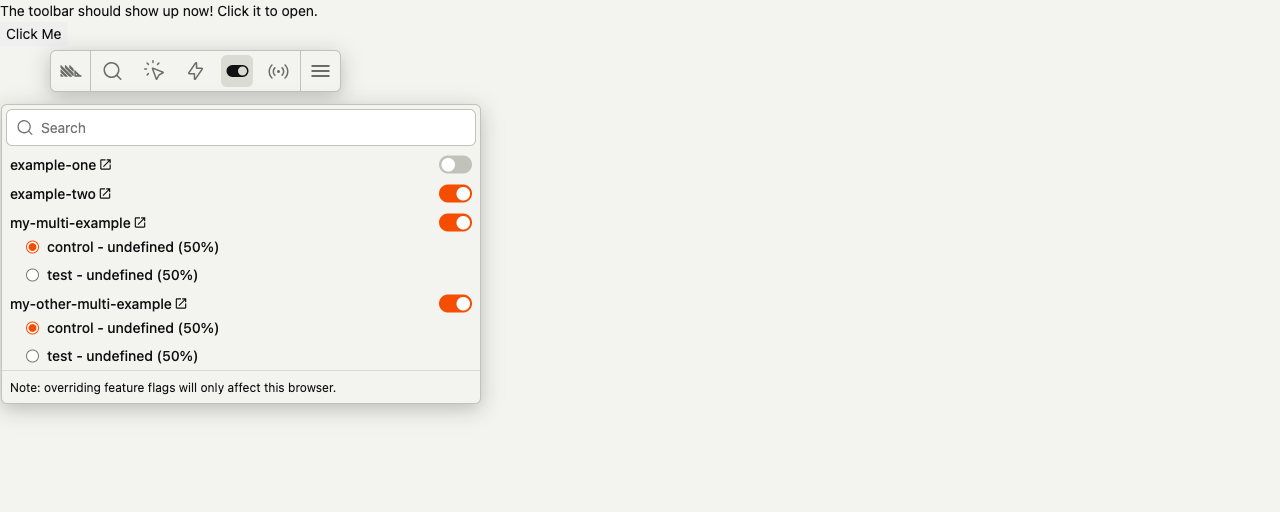 The toolbar should show up now! Click it to open.
Click Me
Search
example-one
example-two
my-multi-example
control - undefined (50%)
test - undefined (50%)
my-other-multi-example
control - undefined (50%)
test - undefined (50%)
Note: overriding feature flags will only affect this browser.